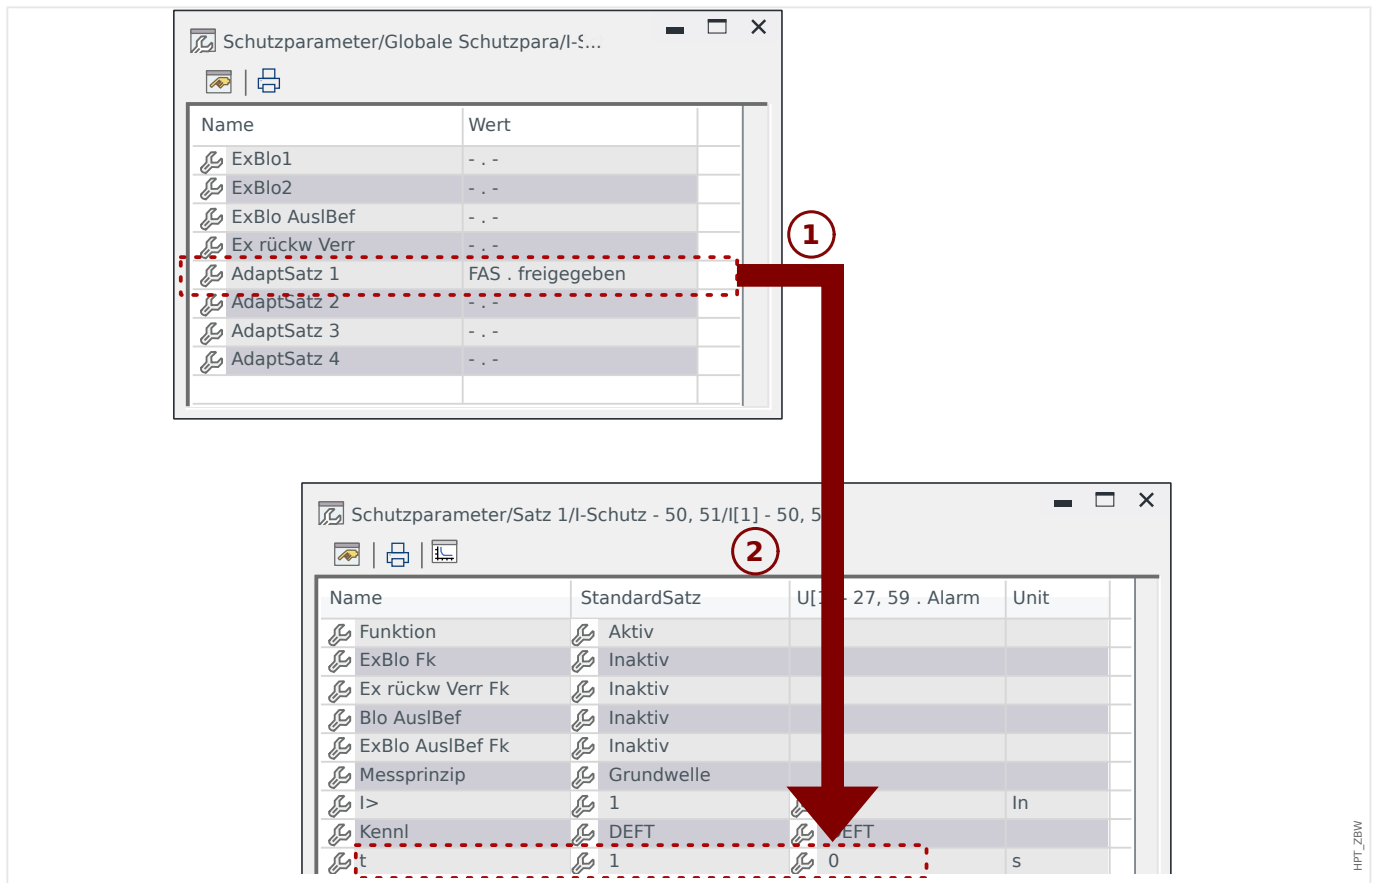 Schutzparameter/Globale Schutzpara/I-S...
Name Wert
ExBlo1 - . -
ExBlo2 - . -
ExBlo AuslBef - . -
Ex rückw Verr - . -
AdaptSatz 1 FAS . freigegeben
AdaptSatz 2 - . -
AdaptSatz 3 - . -
AdaptSatz 4 - . -
1
Schutzparameter/Satz 1/I-Schutz - 50, 51/I[1] - 50, 5
2
Name StandardSatz 27, 59 . Alarm Unit
Funktion Aktiv
ExBlo Fk Inaktiv
Ex rückw Verr Fk Inaktiv
Blo AuslBef Inaktiv
ExBlo AuslBef Fk Inaktiv
Messprinzip Grundwelle
I> 1 In
Kennl DEFT
t 1 0 s
HPT_ZBW